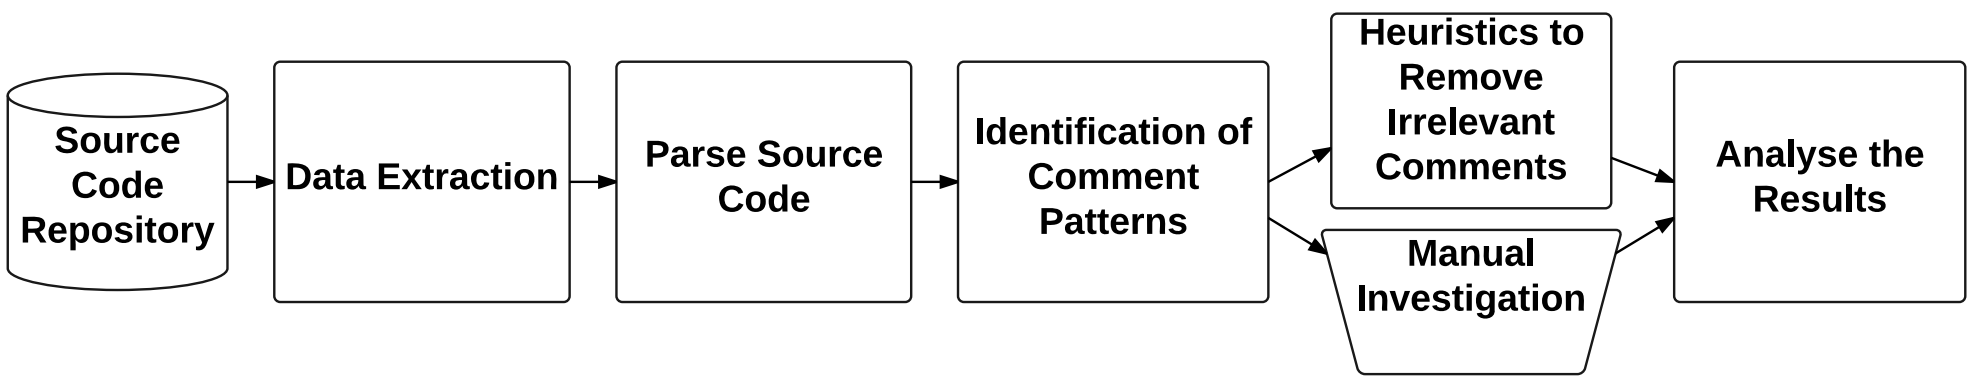 Source
Code
Repository
Data Extraction
Parse Source
Code
Identification of
Comment
Patterns
Heuristics to
Remove
Irrelevant
Comments
Manual
Investigation
Analyse the
Results